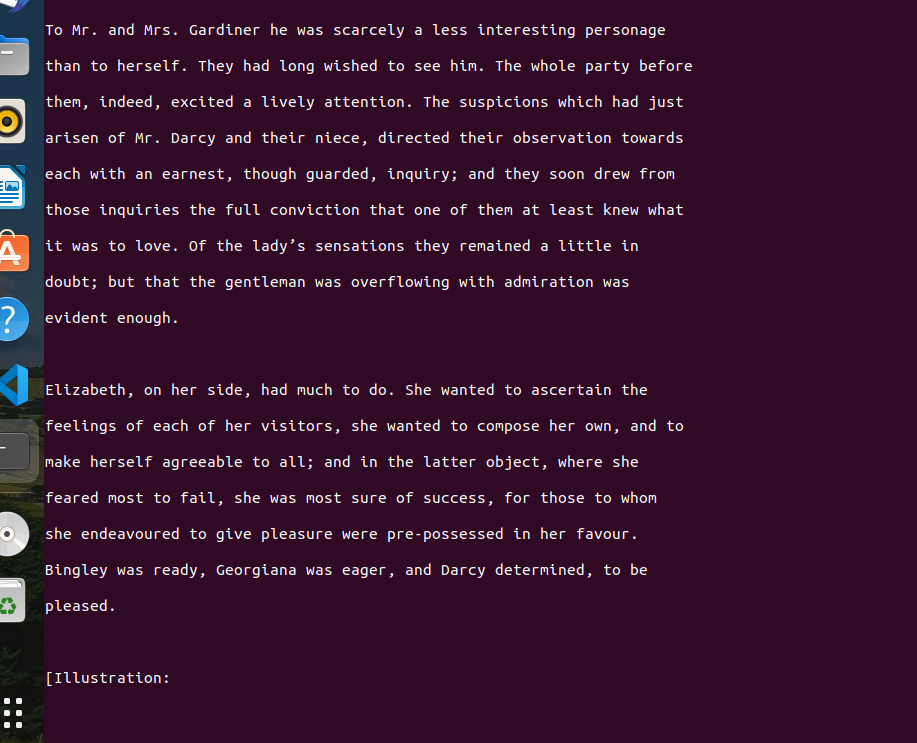 To Mr. and Mrs. Gardiner he was scarcely a less interesting personage
than to herself. They had long wished to see him. The whole party before
them, indeed, excited a lively attention. The suspicions which had just
arisen of Mr. Darcy and their niece, directed their observation towards
each with an earnest, though guarded, inquiry; and they soon drew from
those inquiries the full conviction that one of them at least knew what
it was to love. Of the lady’s sensations they remained a little in
doubt; but that the gentleman was overflowing with admiration was
evident enough.
Elizabeth, on her side, had much to do. She wanted to ascertain the
feelings of each of her visitors, she wanted to compose her own, and to
make herself agreeable to all; and in the latter object, where she
feared most to fail, she was most sure of success, for those to whom
she endeavoured to give pleasure were pre-possessed in her favour.
Bingley was ready, Georgiana was eager, and Darcy determined, to be
pleased.
[Illustration: